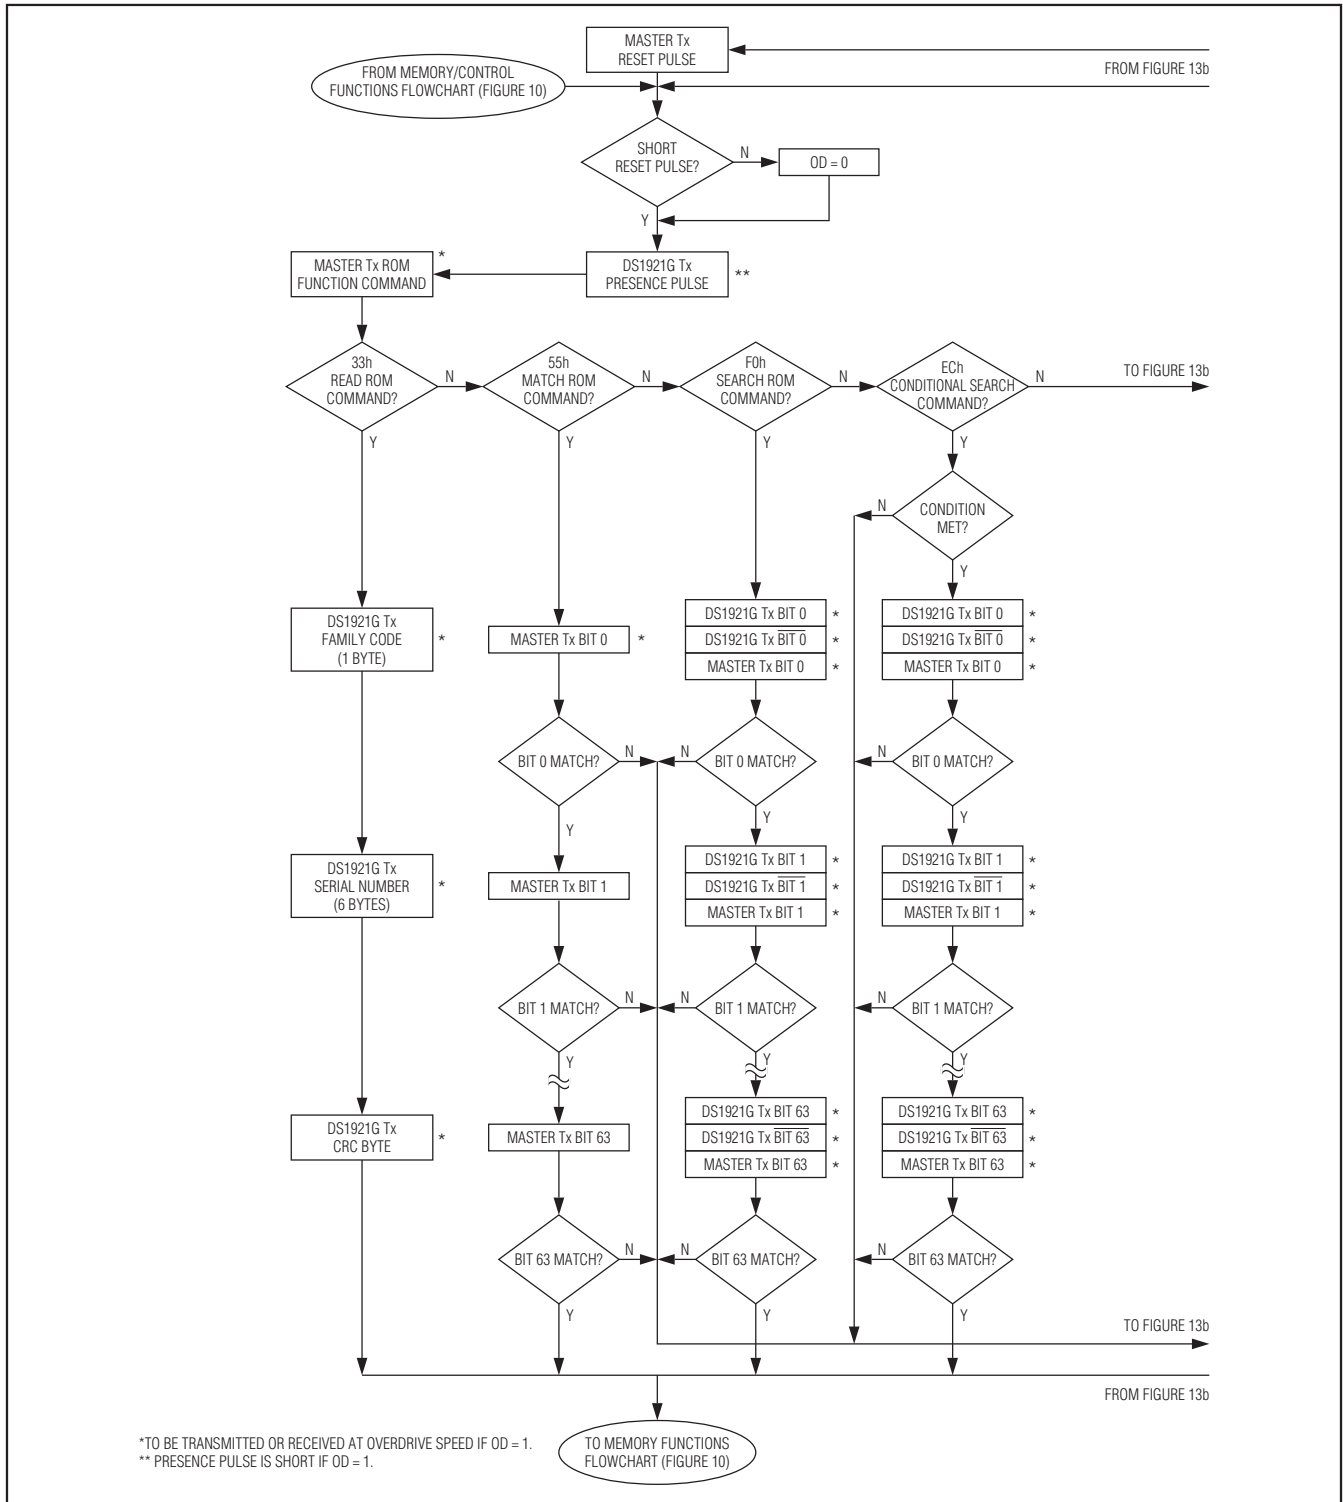 MASTER Tx
RESET PULSE
FROM FIGURE 13b
FROM MEMORY/CONTROL
FUNCTIONS FLOWCHART (FIGURE 10)
SHORT
RESET PULSE?
N
OD = 0
Y
MASTER Tx ROM
FUNCTION COMMAND
*
DS1921G Tx
PRESENCE PULSE
**
33h
READ ROM
COMMAND?
N
55h
MATCH ROM
COMMAND?
N
F0h
SEARCH ROM
COMMAND?
N
ECh
CONDITIONAL SEARCH
COMMAND?
N
TO FIGURE 13b
Y
Y
Y
Y
N
CONDITION
MET?
Y
DS1921G Tx
FAMILY CODE
(1 BYTE)
*
MASTER Tx BIT 0
*
DS1921G Tx BIT 0
*
DS1921G Tx BIT 0
*
MASTER Tx BIT 0
*
DS1921G Tx BIT 0
*
DS1921G Tx BIT 0
*
MASTER Tx BIT 0
*
BIT 0 MATCH?
N
N
BIT 0 MATCH?
N
BIT 0 MATCH?
Y
Y
Y
DS1921G Tx
SERIAL NUMBER
(6 BYTES)
*
MASTER Tx BIT 1
DS1921G Tx BIT 1
*
DS1921G Tx BIT 1
*
MASTER Tx BIT 1
*
DS1921G Tx BIT 1
*
DS1921G Tx BIT 1
*
MASTER Tx BIT 1
*
BIT 1 MATCH?
N
N
BIT 1 MATCH?
N
BIT 1 MATCH?
Y
Y
Y
DS1921G Tx
CRC BYTE
*
MASTER Tx BIT 63
DS1921G Tx BIT 63
*
DS1921G Tx BIT 63
*
MASTER Tx BIT 63
*
DS1921G Tx BIT 63
*
DS1921G Tx BIT 63
*
MASTER Tx BIT 63
*
BIT 63 MATCH?
N
N
BIT 63 MATCH?
N
BIT 63 MATCH?
Y
Y
Y
TO FIGURE 13b
FROM FIGURE 13b
*TO BE TRANSMITTED OR RECEIVED AT OVERDRIVE SPEED IF OD = 1.
** PRESENCE PULSE IS SHORT IF OD = 1.
TO MEMORY FUNCTIONS
FLOWCHART (FIGURE 10)